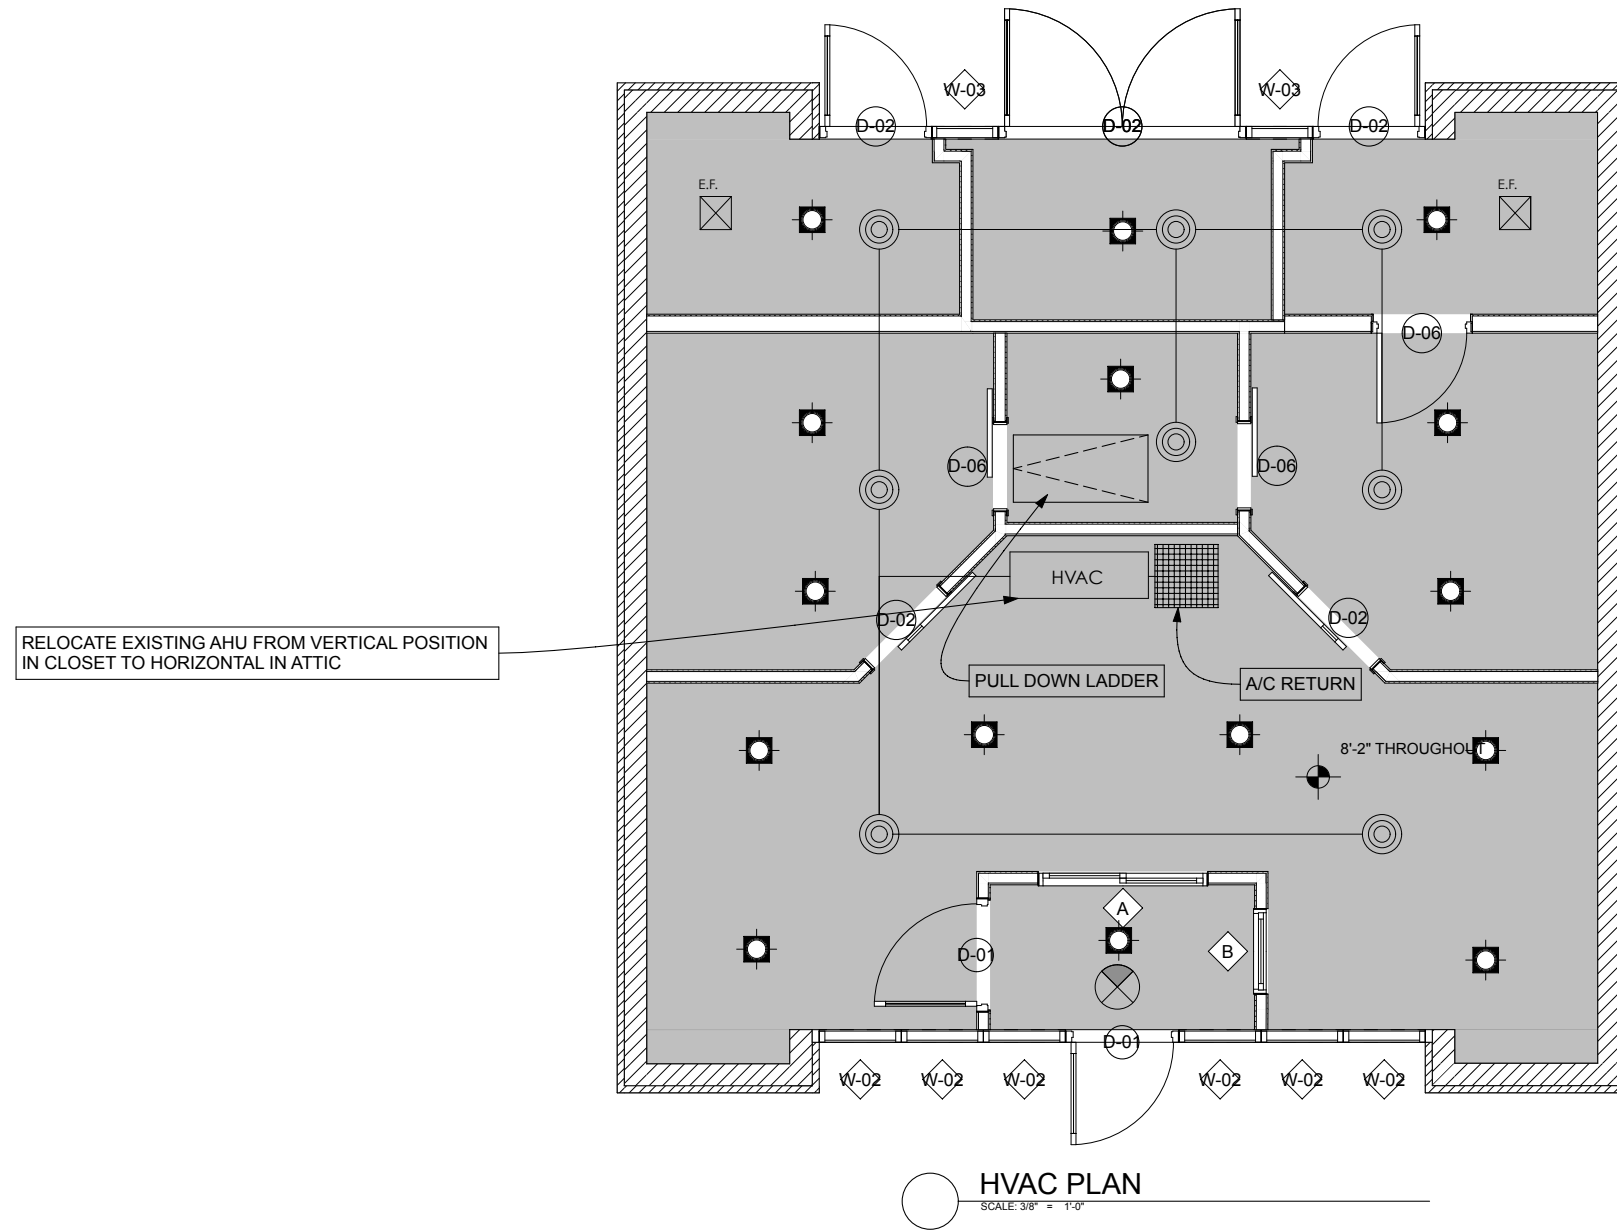 W-03
W-03
D-02
D-02
D-02
E.F.
E.F.
D-06
D-06
D-06
HVAC
D-02
D-02
RELOCATE EXISTING AHU FROM VERTICAL POSITION
IN CLOSET TO HORIZONTAL IN ATTIC
PULL DOWN LADDER
A/C RETURN
8'-2" THROUGHOUT
A
B
D-01
D-01
W-02
W-02
W-02
W-02
W-02
W-02
HVAC PLAN
SCALE: 3/8" = 1'-0"